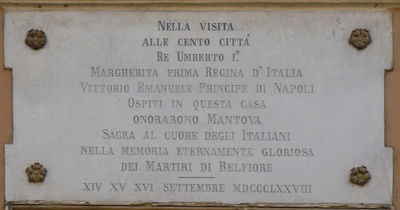 NELLA VISITA
ALLE CENTO CITTÀ
RE UMBERTO I.°
MARGHERITA PRIMA REGINA D'ITALIA
VITTORIO EMANUELE PRINCIPE DI NAPOLI
OSPITI IN QUESTA CASA
ONORARONO MANTOVA
SACRA AL CUORE DEGLI ITALIANI
NELLA MEMORIA ETERNAMENTE GLORIOSA
DEI MARTIRI DI BELFIORE
XIV XV XVI SETTEMBRE MDCCCLXXVIII